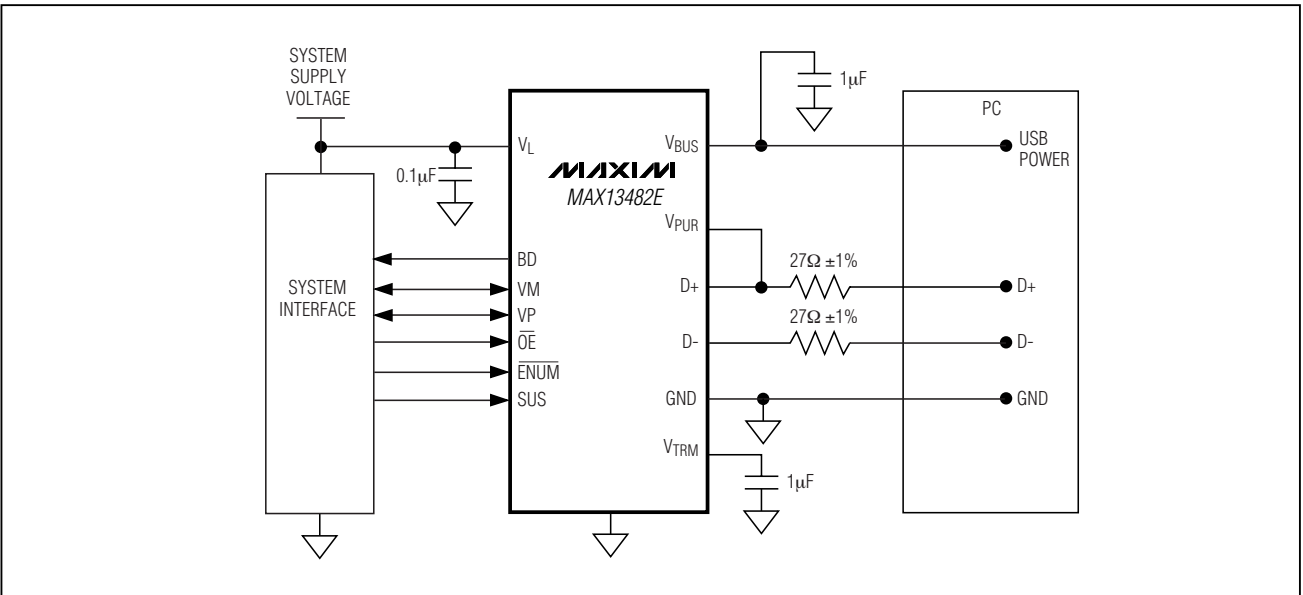 SYSTEM
SUPPLY
VOLTAGE
0.1μF
SYSTEM
INTERFACE
VL
MAXIM
MAX13482E
BD
VM
VP
OE
ENUM
SUS
VBUS
VPUR
D+
D-
GND
VTRM
1μF
27Ω ±1%
27Ω ±1%
1μF
PC
USB
POWER
D+
D-
GND